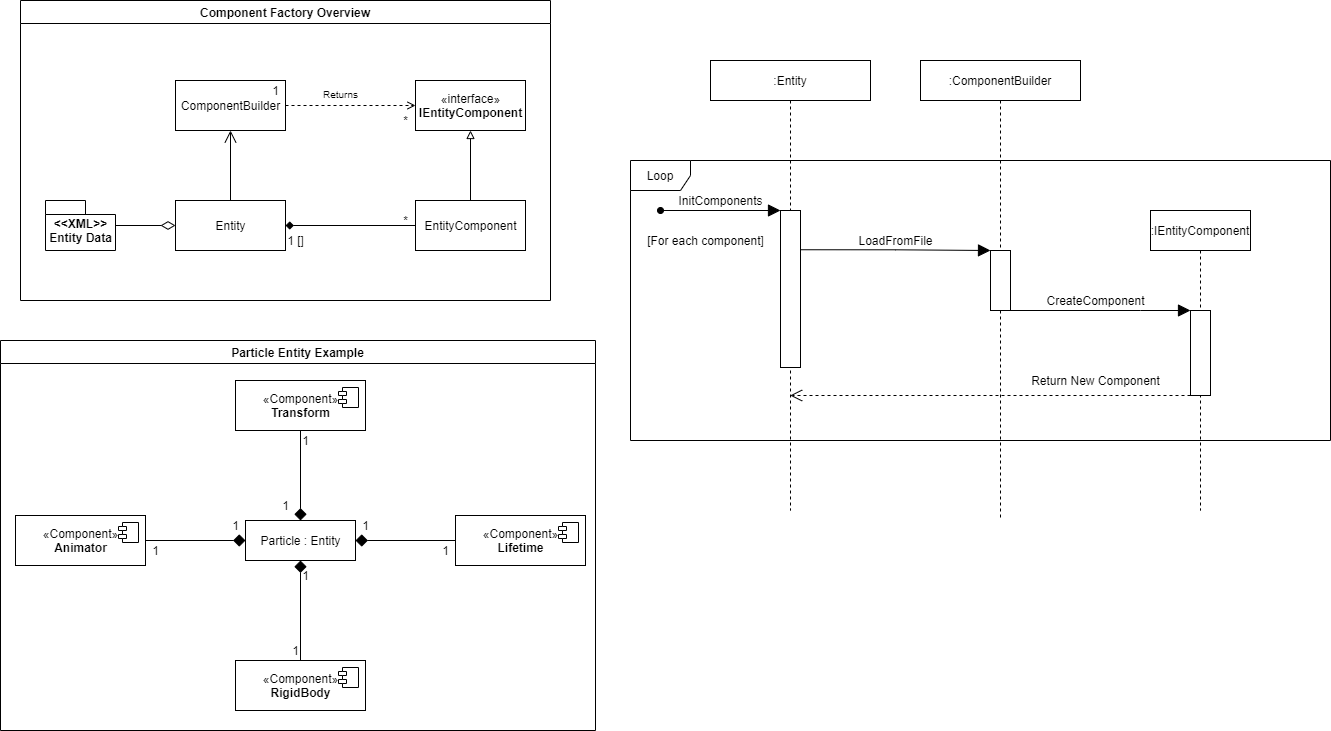 Component Factory Overview
1
ComponentBuilder
Returns
*
«interface»
IEntityComponent
<<XML>>
Entity Data
Entity
1 []
*
EntityComponent
Particle Entity Example
«Component»
Transform
1
1
«Component»
Animator
1
1
Particle : Entity
1
1
«Component»
Lifetime
1
1
«Component»
RigidBody
:Entity
:ComponentBuilder
Loop
InitComponents
[For each component]
LoadFromFile
:IEntityComponent
CreateComponent
Return New Component